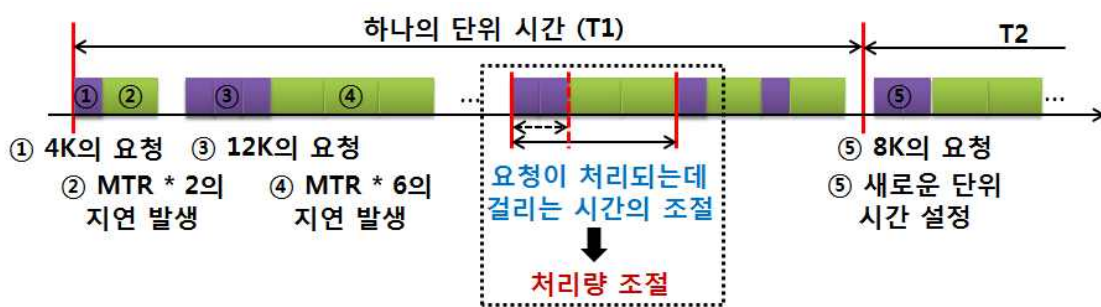 하나의 단위 시간 (T1)
T2
① ② ③ ④ ... ⑤ ...
① 4K의 요청
② MTR * 2의
지연 발생
③ 12K의 요청
④ MTR * 6의
지연 발생
요청이 처리되는데
걸리는 시간의 조절
처리량 조절
⑤ 8K의 요청
⑤ 새로운 단위
시간 설정